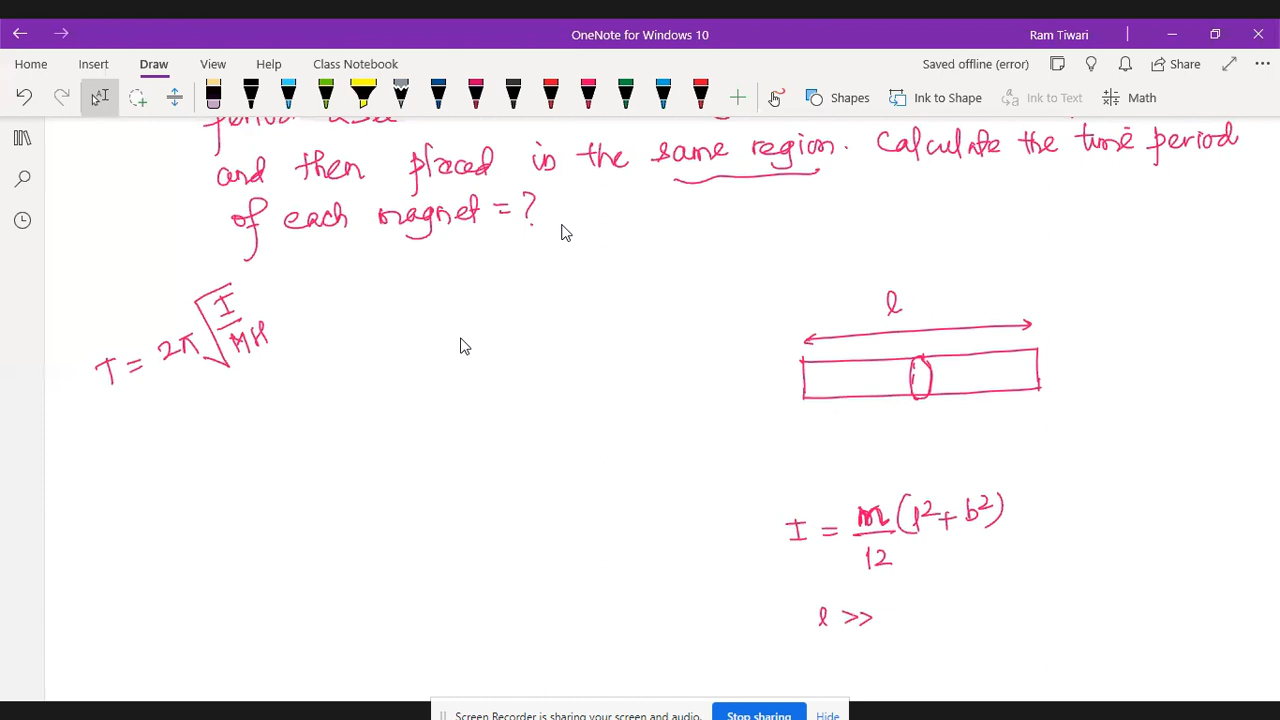 OneNote for Windows 10
Ram Tiwari
Home Insert Draw View Help Class Notebook
Saved offline (error) Share
Shapes Ink to Shape Ink to Text Math
period
and then placed in the same region. Calculate the time period
of each magnet = ?
T = 2π√(I/MH)
l
I = m/12 (l²+b²)
l >>
Screen Recorder is sharing your screen and audio. Stop sharing Hide